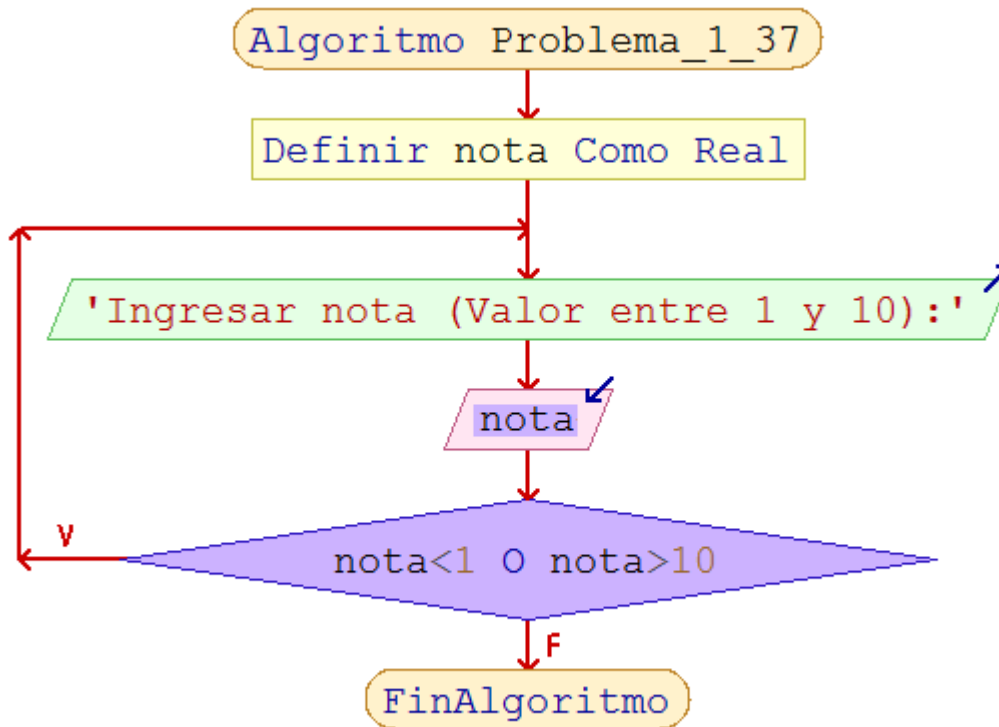 Algoritmo Problema_1_37
Definir nota Como Real
'Ingresar nota (Valor entre 1 y 10):'
nota
nota<1 O nota>10
V
F
FinAlgoritmo